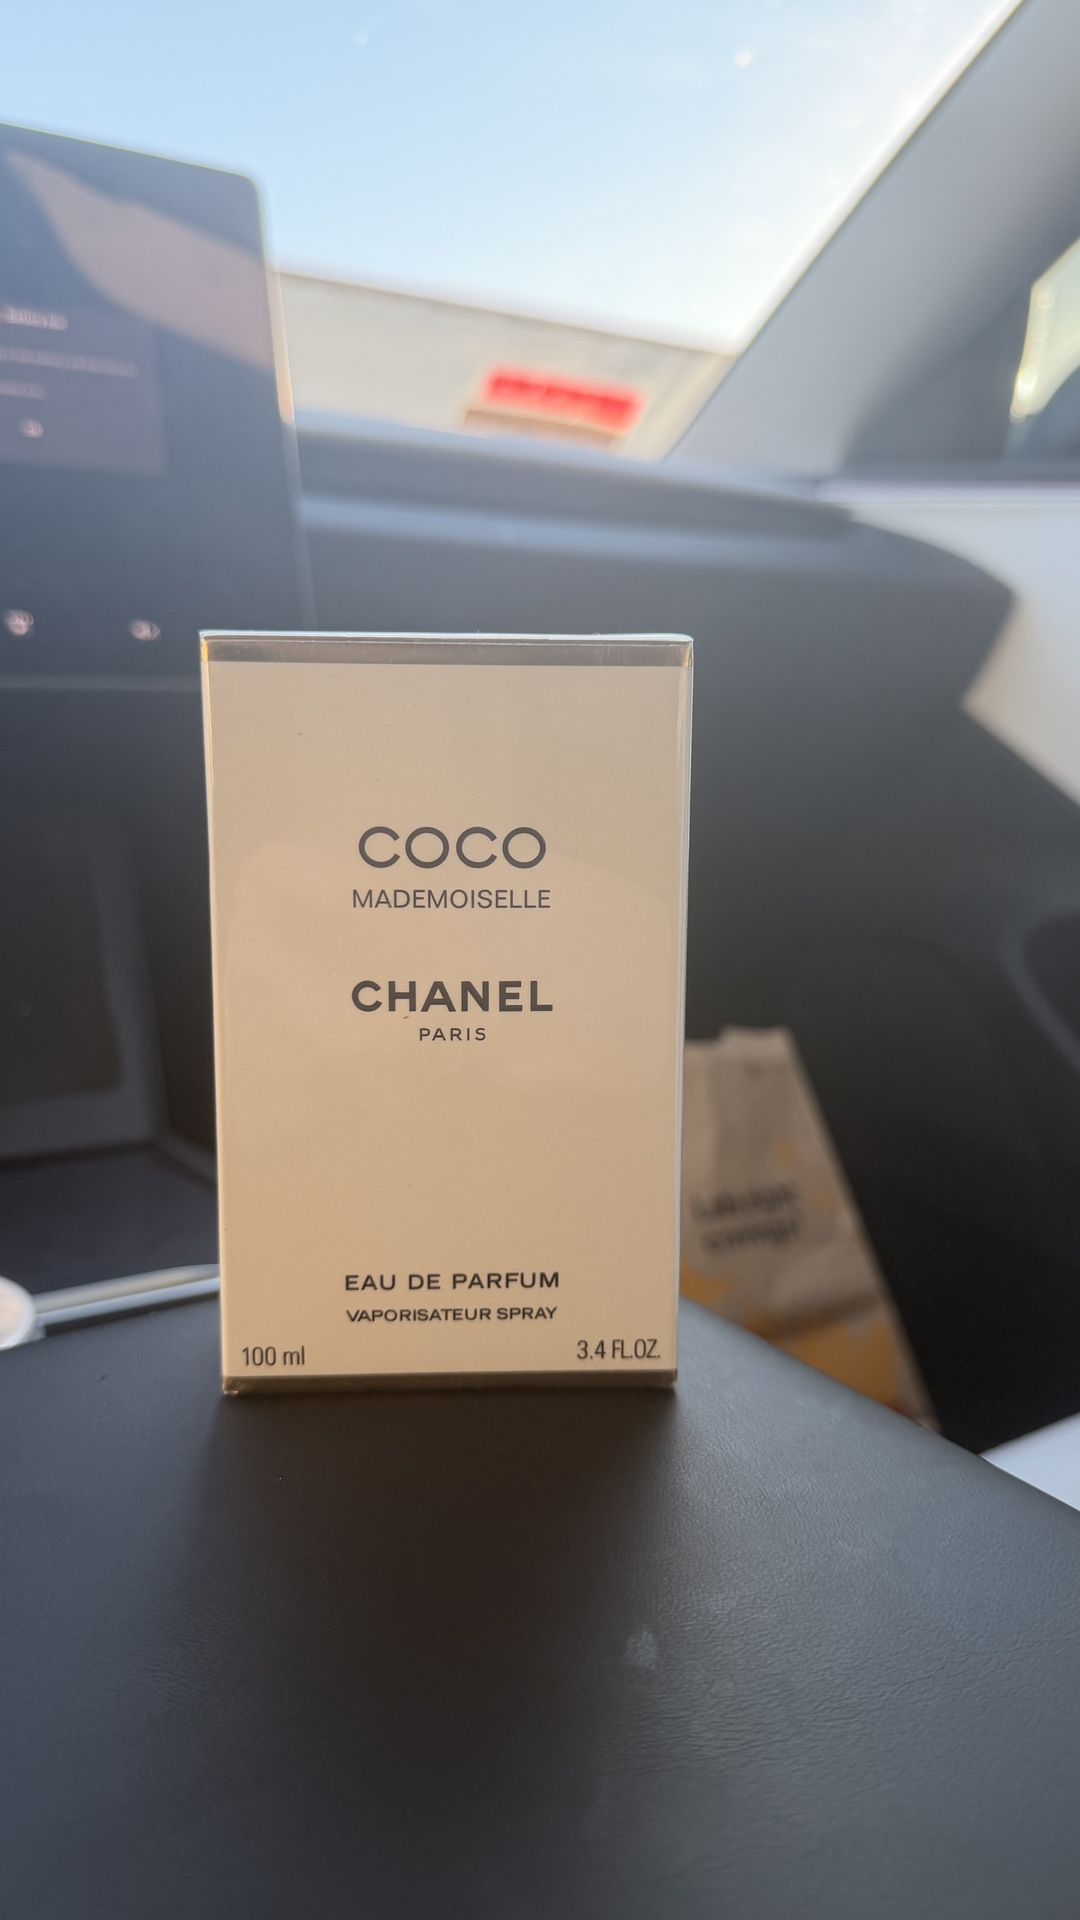 COCO
MADEMOISELLE
CHANEL
PARIS
EAU DE PARFUM
VAPORISATEUR SPRAY
100 ml
3.4 FL.OZ.